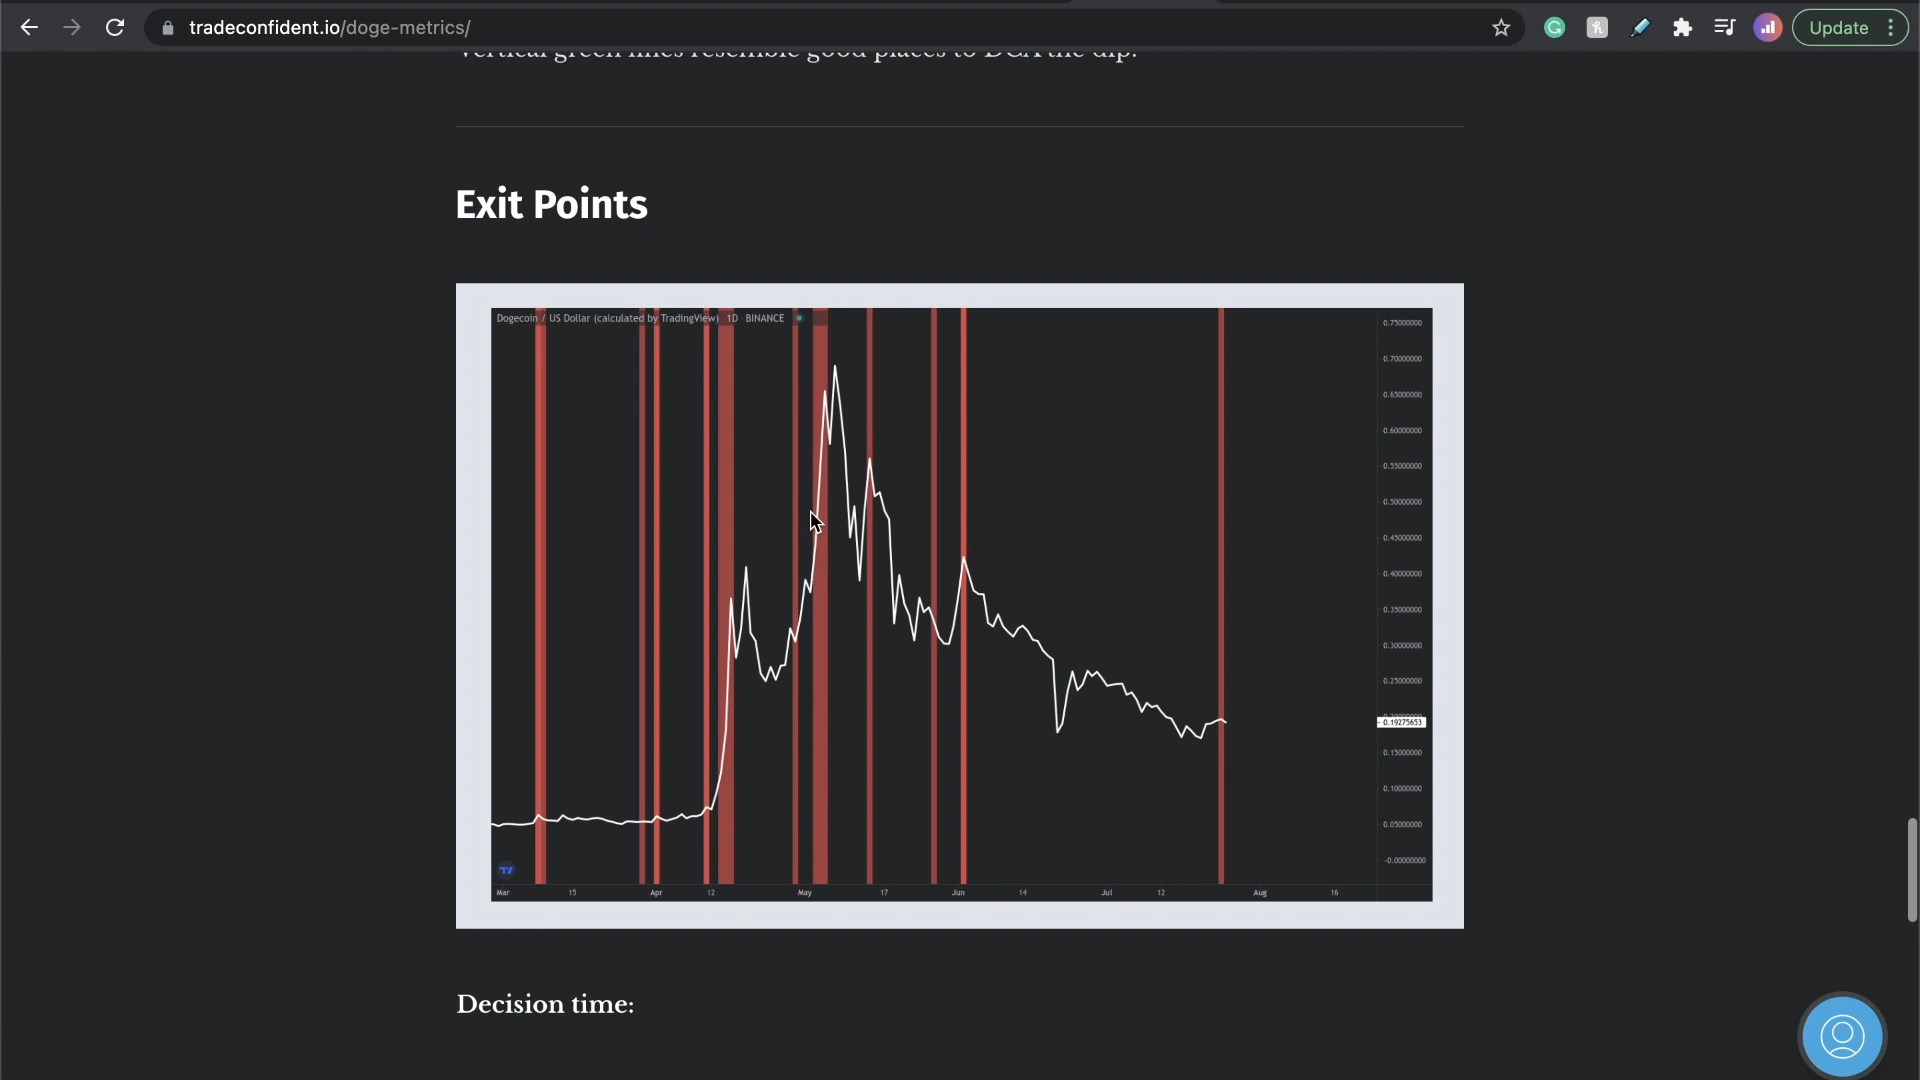 tradeconfident.io/doge-metrics/
Update
Vertical green lines resemble good places to DCA the dip.
Exit Points
Dogecoin / US Dollar (calculated by TradingView) 1D BINANCE
0.75000000
0.70000000
0.65000000
0.60000000
0.55000000
0.50000000
0.45000000
0.40000000
0.35000000
0.30000000
0.25000000
0.19275653
0.15000000
0.10000000
0.05000000
-0.00000000
Mar 15 Apr 12 May 17 Jun 14 Jul 12 Aug 16
Decision time: